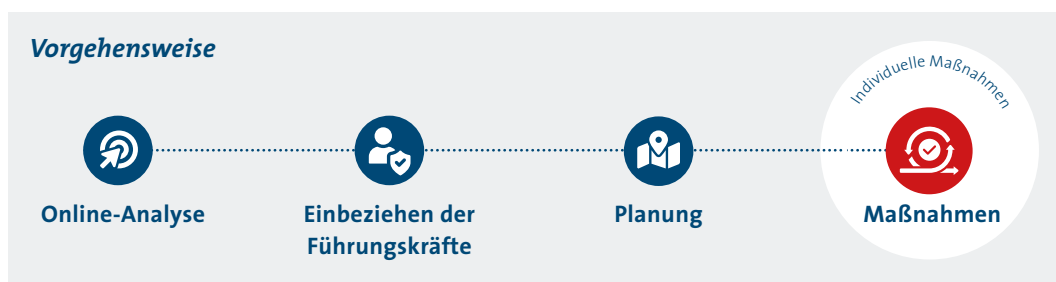 Vorgehensweise
Individuelle Maßnahmen
Online-Analyse
Einbeziehen der
Führungskräfte
Planung
Maßnahmen